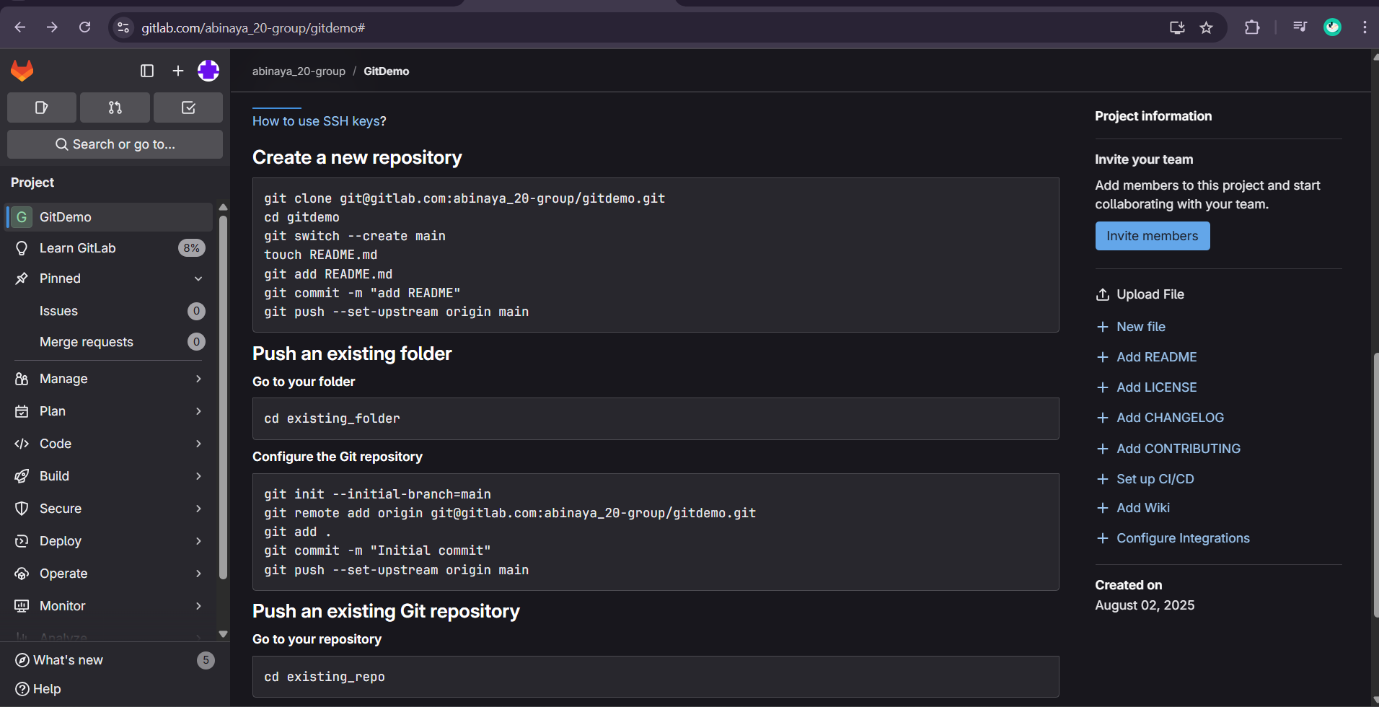 gitlab.com/abinaya_20-group/gitdemo#
abinaya_20-group / GitDemo
Search or go to...
Project
G GitDemo
Learn GitLab 8%
Pinned
Issues 0
Merge requests 0
Manage
Plan
Code
Build
Secure
Deploy
Operate
Monitor
Analyze
What's new 5
Help
How to use SSH keys?
Create a new repository
git clone git@gitlab.com:abinaya_20-group/gitdemo.git
cd gitdemo
git switch --create main
touch README.md
git add README.md
git commit -m "add README"
git push --set-upstream origin main
Push an existing folder
Go to your folder
cd existing_folder
Configure the Git repository
git init --initial-branch=main
git remote add origin git@gitlab.com:abinaya_20-group/gitdemo.git
git add .
git commit -m "Initial commit"
git push --set-upstream origin main
Push an existing Git repository
Go to your repository
cd existing_repo
Project information
Invite your team
Add members to this project and start
collaborating with your team.
Invite members
Upload File
New file
Add README
Add LICENSE
Add CHANGELOG
Add CONTRIBUTING
Set up CI/CD
Add Wiki
Configure Integrations
Created on
August 02, 2025